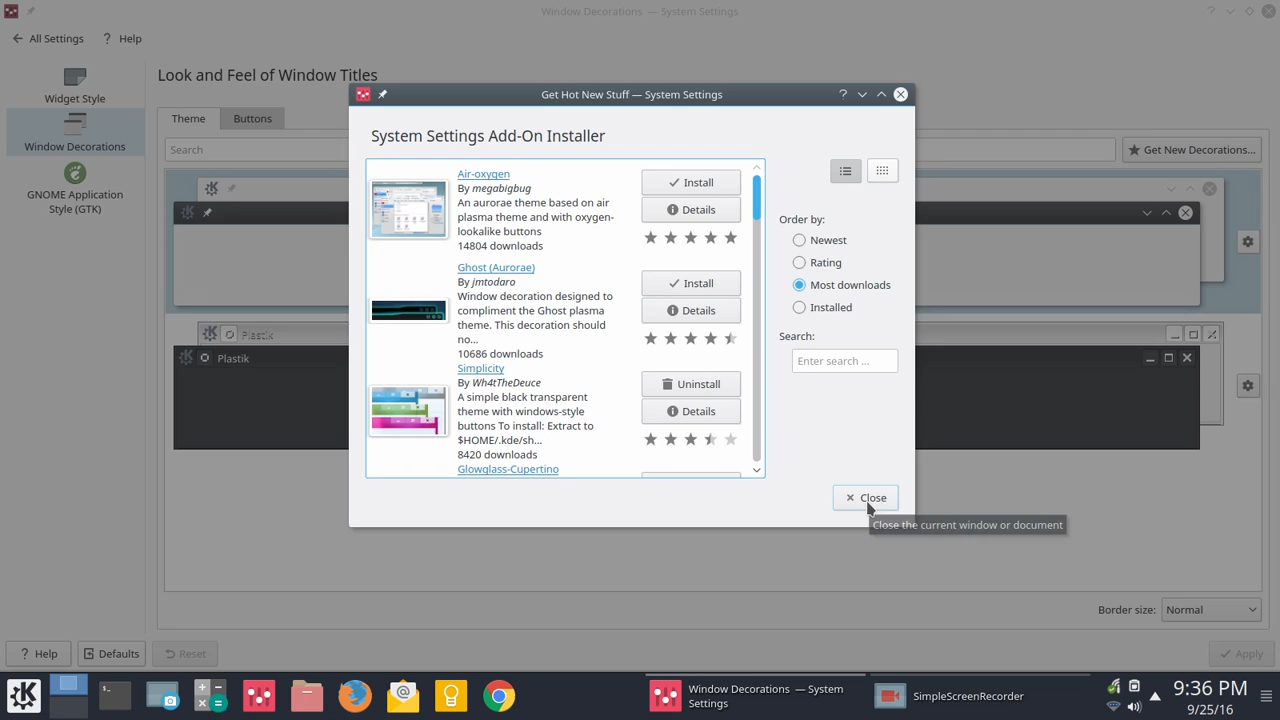 Window Decorations — System Settings
All Settings
Help
Look and Feel of Window Titles
Widget Style
Window Decorations
GNOME Application
Style (GTK)
Theme
Buttons
Search
Get New Decorations...
Get Hot New Stuff — System Settings
System Settings Add-On Installer
Air-oxygen
By megabigbug
An aurorae theme based on air
plasma theme and with oxygen-
lookalike buttons
14804 downloads
Install
Details
Ghost (Aurorae)
By jmtodaro
Window decoration designed to
compliment the Ghost plasma
theme. This decoration should
no...
10686 downloads
Install
Details
Simplicity
By Wh4tTheDeuce
A simple black transparent
theme with windows-style
buttons To install: Extract to
$HOME/.kde/sh...
8420 downloads
Uninstall
Details
Glowglass-Cupertino
Order by:
Newest
Rating
Most downloads
Installed
Search:
Enter search ...
Close
Close the current window or document
Plastik
Plastik
Border size:
Normal
Help
Defaults
Reset
Apply
Window Decorations — System
Settings
SimpleScreenRecorder
9:36 PM
9/25/16